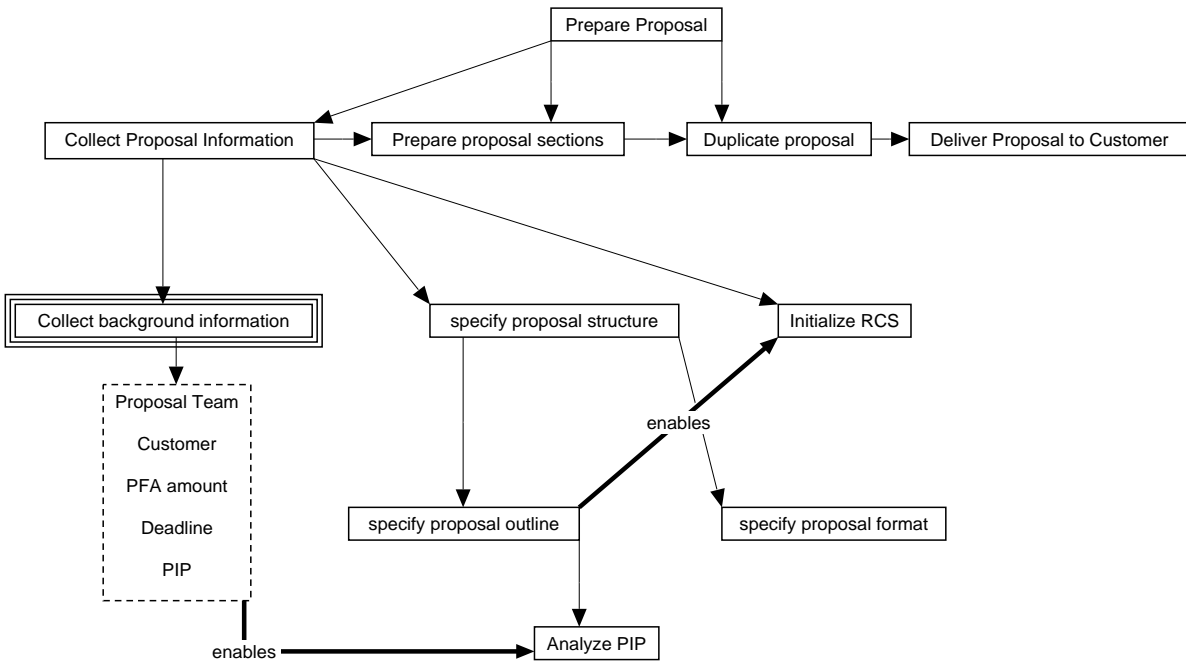 Prepare Proposal
Collect Proposal Information
Prepare proposal sections
Duplicate proposal
Deliver Proposal to Customer
Collect background information
specify proposal structure
Initialize RCS
Proposal Team
Customer
enables
PFA amount
Deadline
specify proposal outline
specify proposal format
PIP
Analyze PIP
enables